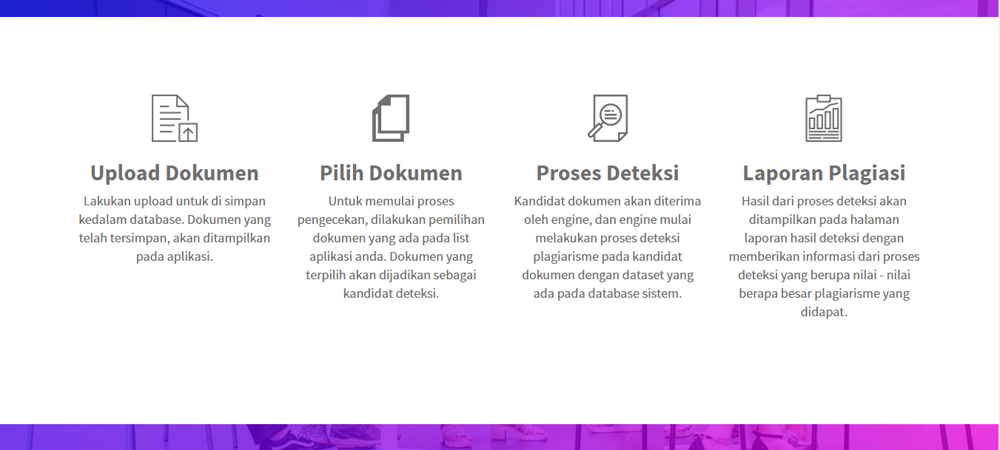 Upload Dokumen
Lakukan upload untuk di simpan
kedalam database. Dokumen yang
telah tersimpan, akan ditampilkan
pada aplikasi.
Pilih Dokumen
Untuk memulai proses
pengecekan, dilakukan pemilihan
dokumen yang ada pada list
aplikasi anda. Dokumen yang
terpilih akan dijadikan sebagai
kandidat deteksi.
Proses Deteksi
Kandidat dokumen akan diterima
oleh engine, dan engine mulai
melakukan proses deteksi
plagiarisme pada kandidat
dokumen dengan dataset yang
ada pada database sistem.
Laporan Plagiasi
Hasil dari proses deteksi akan
ditampilkan pada halaman
laporan hasil deteksi dengan
memberikan informasi dari proses
deteksi yang berupa nilai - nilai
berapa besar plagiarisme yang
didapat.